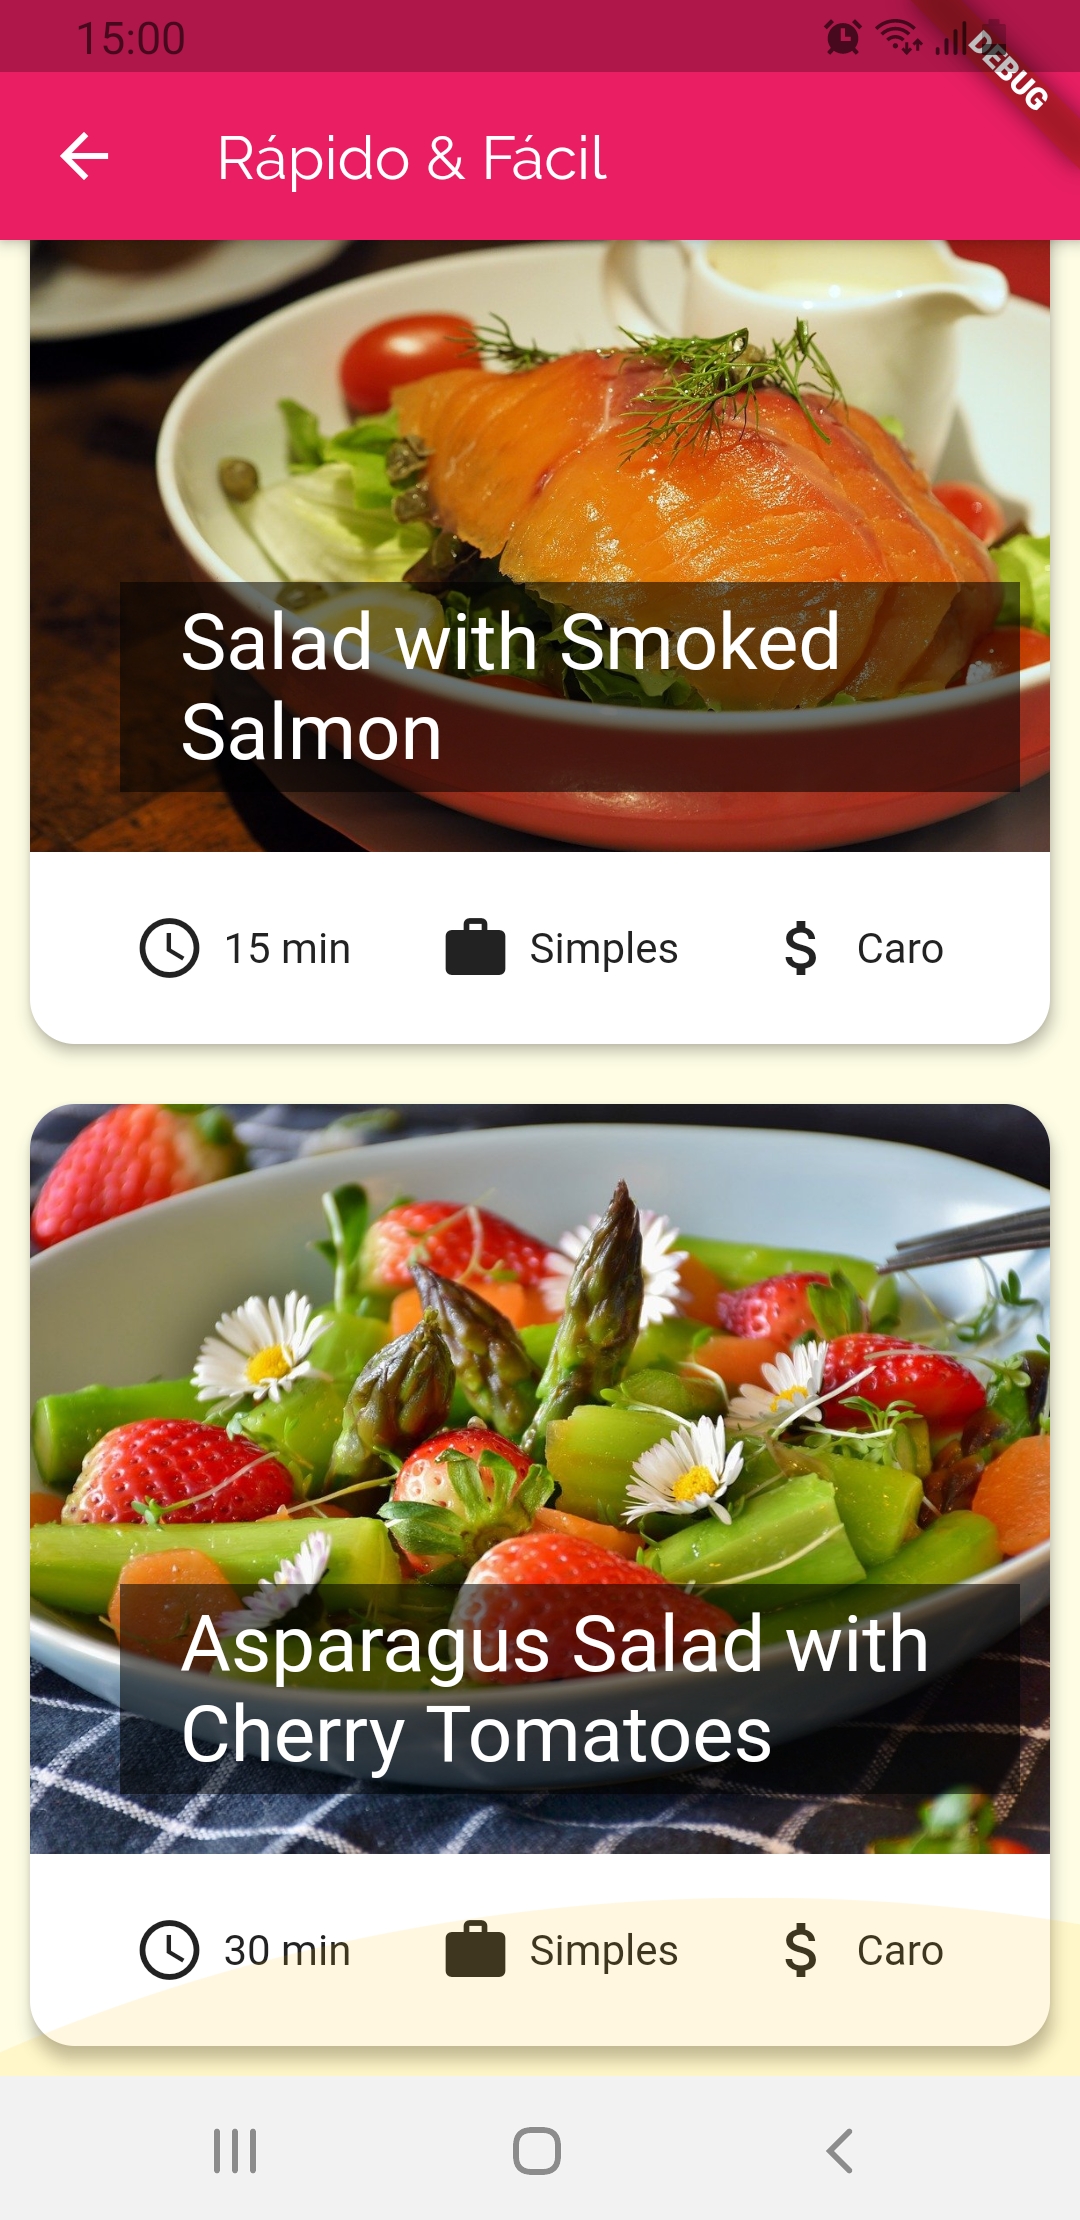 15:00
DEBUG
Rápido & Fácil
Salad with Smoked
Salmon
15 min Simples $ Caro
Asparagus Salad with
Cherry Tomatoes
30 min Simples $ Caro